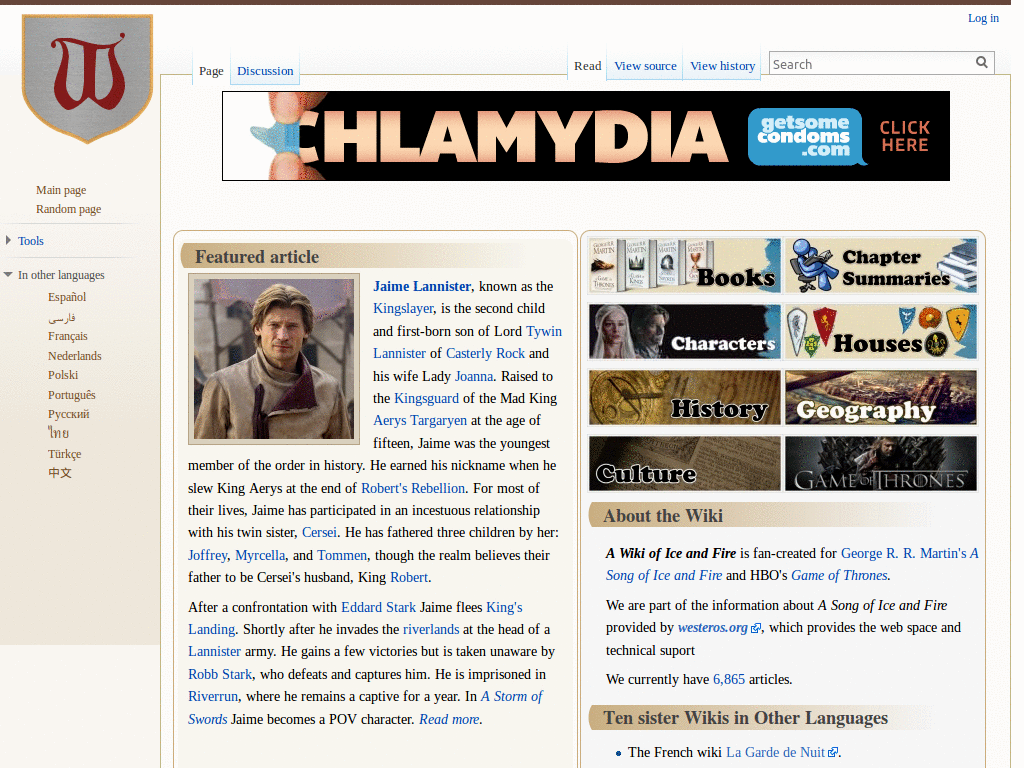 Log in
Page
Discussion
Read
View source
View history
Search
CHLAMYDIA
getsome
condoms
.com
CLICK
HERE
Main page
Random page
Tools
In other languages
Español
فارسی
Français
Nederlands
Polski
Português
Русский
ไทย
Türkçe
中文
Featured article
Jaime Lannister, known as the
Kingslayer, is the second child
and first-born son of Lord Tywin
Lannister of Casterly Rock and
his wife Lady Joanna. Raised to
the Kingsguard of the Mad King
Aerys Targaryen at the age of
fifteen, Jaime was the youngest
member of the order in history. He earned his nickname when he
slew King Aerys at the end of Robert's Rebellion. For most of
their lives, Jaime has participated in an incestuous relationship
with his twin sister, Cersei. He has fathered three children by her:
Joffrey, Myrcella, and Tommen, though the realm believes their
father to be Cersei's husband, King Robert.
After a confrontation with Eddard Stark Jaime flees King's
Landing. Shortly after he invades the riverlands at the head of a
Lannister army. He gains a few victories but is taken unaware by
Robb Stark, who defeats and captures him. He is imprisoned in
Riverrun, where he remains a captive for a year. In A Storm of
Swords Jaime becomes a POV character. Read more.
Books
Chapter
Summaries
Characters
Houses
History
Geography
Culture
GAME OF THRONES
About the Wiki
A Wiki of Ice and Fire is fan-created for George R. R. Martin's A
Song of Ice and Fire and HBO's Game of Thrones.
We are part of the information about A Song of Ice and Fire
provided by westeros.org, which provides the web space and
technical suport
We currently have 6,865 articles.
Ten sister Wikis in Other Languages
The French wiki La Garde de Nuit.